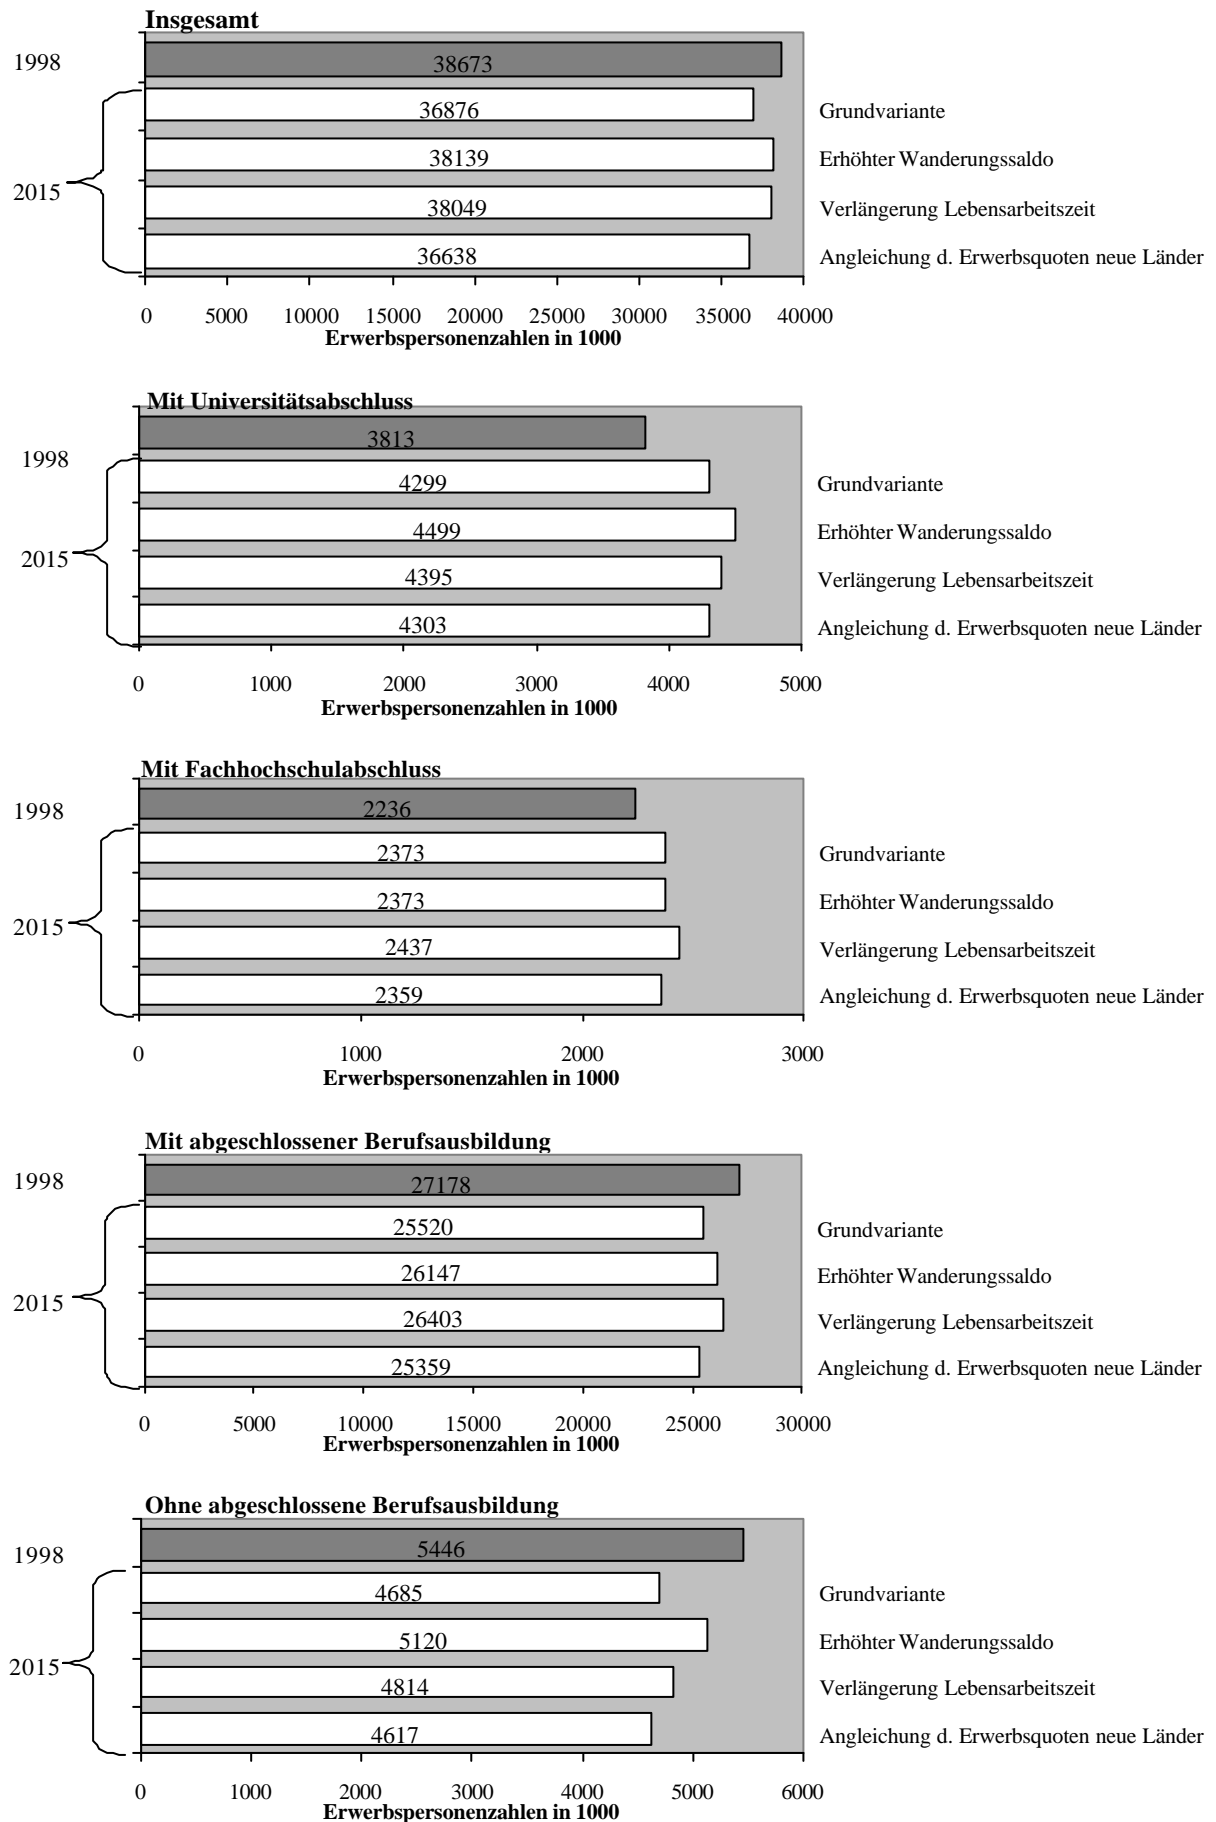 Insgesamt
1998
38673
36876
Grundvariante
38139
Erhöhter Wanderungssaldo
2015
38049
Verlängerung Lebensarbeitszeit
36638
Angleichung d. Erwerbsquoten neue Länder
0 5000 10000 15000 20000 25000 30000 35000 40000
Erwerbspersonenzahlen in 1000
Mit Universitätsabschluss
1998
3813
4299
Grundvariante
4499
Erhöhter Wanderungssaldo
2015
4395
Verlängerung Lebensarbeitszeit
4303
Angleichung d. Erwerbsquoten neue Länder
0 1000 2000 3000 4000 5000
Erwerbspersonenzahlen in 1000
Mit Fachhochschulabschluss
1998
2236
2373
Grundvariante
2373
Erhöhter Wanderungssaldo
2015
2437
Verlängerung Lebensarbeitszeit
2359
Angleichung d. Erwerbsquoten neue Länder
0 1000 2000 3000
Erwerbspersonenzahlen in 1000
Mit abgeschlossener Berufsausbildung
1998
27178
25520
Grundvariante
26147
Erhöhter Wanderungssaldo
2015
26403
Verlängerung Lebensarbeitszeit
25359
Angleichung d. Erwerbsquoten neue Länder
0 5000 10000 15000 20000 25000 30000
Erwerbspersonenzahlen in 1000
Ohne abgeschlossene Berufsausbildung
1998
5446
4685
Grundvariante
5120
Erhöhter Wanderungssaldo
2015
4814
Verlängerung Lebensarbeitszeit
4617
Angleichung d. Erwerbsquoten neue Länder
0 1000 2000 3000 4000 5000 6000
Erwerbspersonenzahlen in 1000